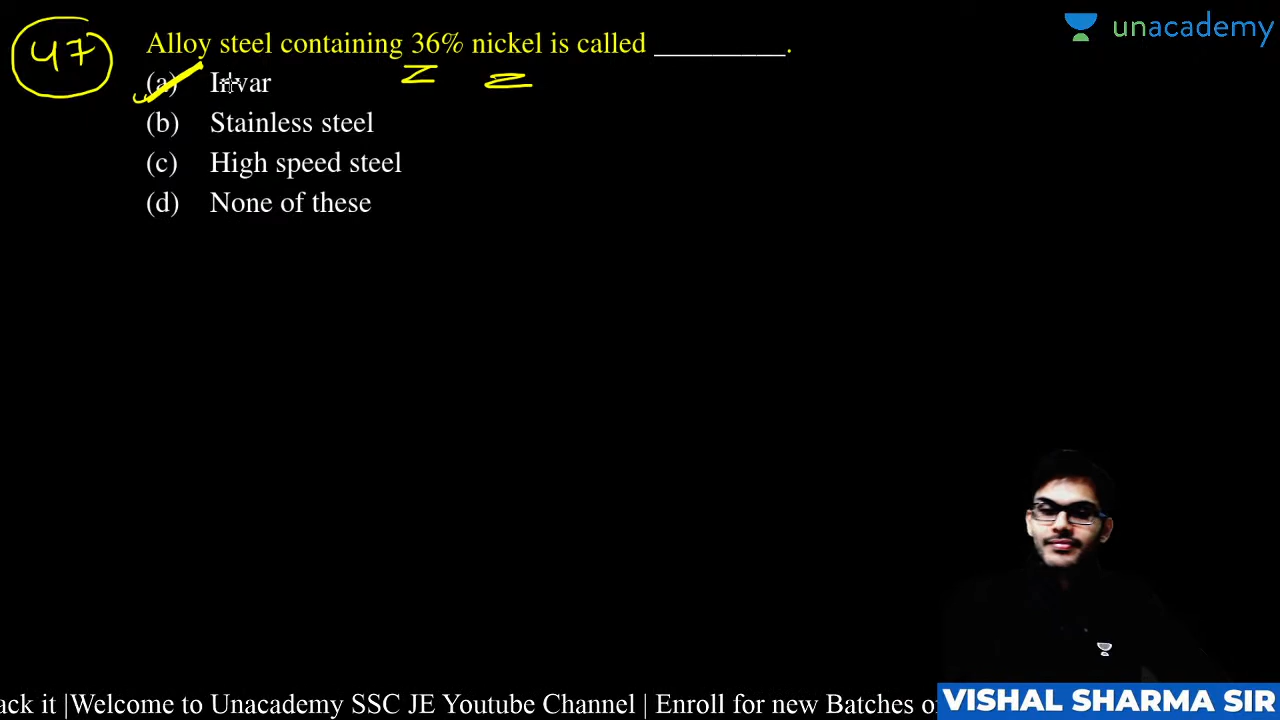 47
Alloy steel containing 36% nickel is called __________.
(a) Invar
(b) Stainless steel
(c) High speed steel
(d) None of these
unacademy
ack it |Welcome to Unacademy SSC JE Youtube Channel | Enroll for new Batches o
VISHAL SHARMA SIR